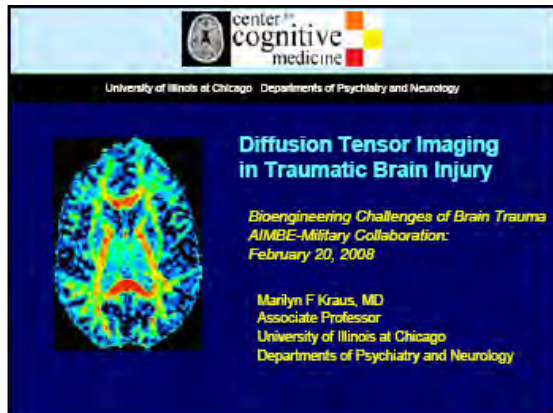 center for
cognitive
medicine
University of Illinois at Chicago Departments of Psychiatry and Neurology
Diffusion Tensor Imaging
in Traumatic Brain Injury
Bioengineering Challenges of Brain Trauma
AIMBE-Military Collaboration:
February 20, 2008
Marilyn F Kraus, MD
Associate Professor
University of Illinois at Chicago
Departments of Psychiatry and Neurology